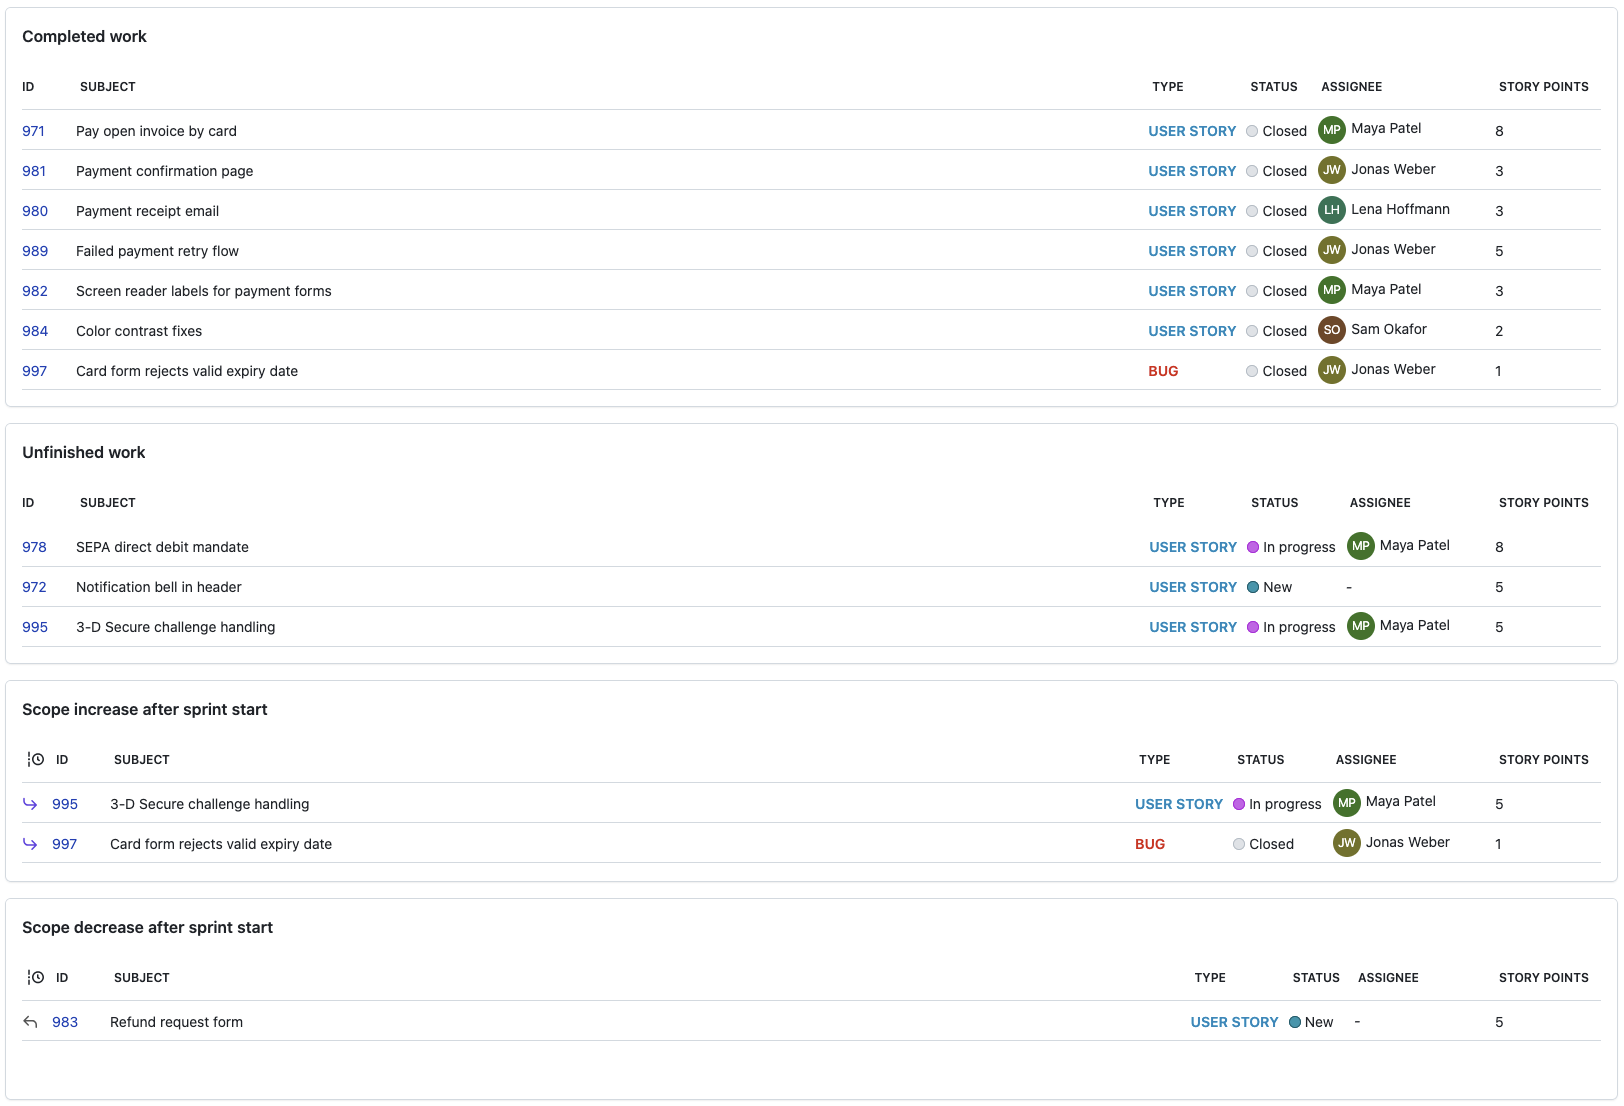 Completed work
ID SUBJECT TYPE STATUS ASSIGNEE STORY POINTS
971 Pay open invoice by card USER STORY Closed MP Maya Patel 8
981 Payment confirmation page USER STORY Closed JW Jonas Weber 3
980 Payment receipt email USER STORY Closed LH Lena Hoffmann 3
989 Failed payment retry flow USER STORY Closed JW Jonas Weber 5
982 Screen reader labels for payment forms USER STORY Closed MP Maya Patel 3
984 Color contrast fixes USER STORY Closed SO Sam Okafor 2
997 Card form rejects valid expiry date BUG Closed JW Jonas Weber 1
Unfinished work
ID SUBJECT TYPE STATUS ASSIGNEE STORY POINTS
978 SEPA direct debit mandate USER STORY In progress MP Maya Patel 8
972 Notification bell in header USER STORY New - 5
995 3-D Secure challenge handling USER STORY In progress MP Maya Patel 5
Scope increase after sprint start
ID SUBJECT TYPE STATUS ASSIGNEE STORY POINTS
995 3-D Secure challenge handling USER STORY In progress MP Maya Patel 5
997 Card form rejects valid expiry date BUG Closed JW Jonas Weber 1
Scope decrease after sprint start
ID SUBJECT TYPE STATUS ASSIGNEE STORY POINTS
983 Refund request form USER STORY New - 5